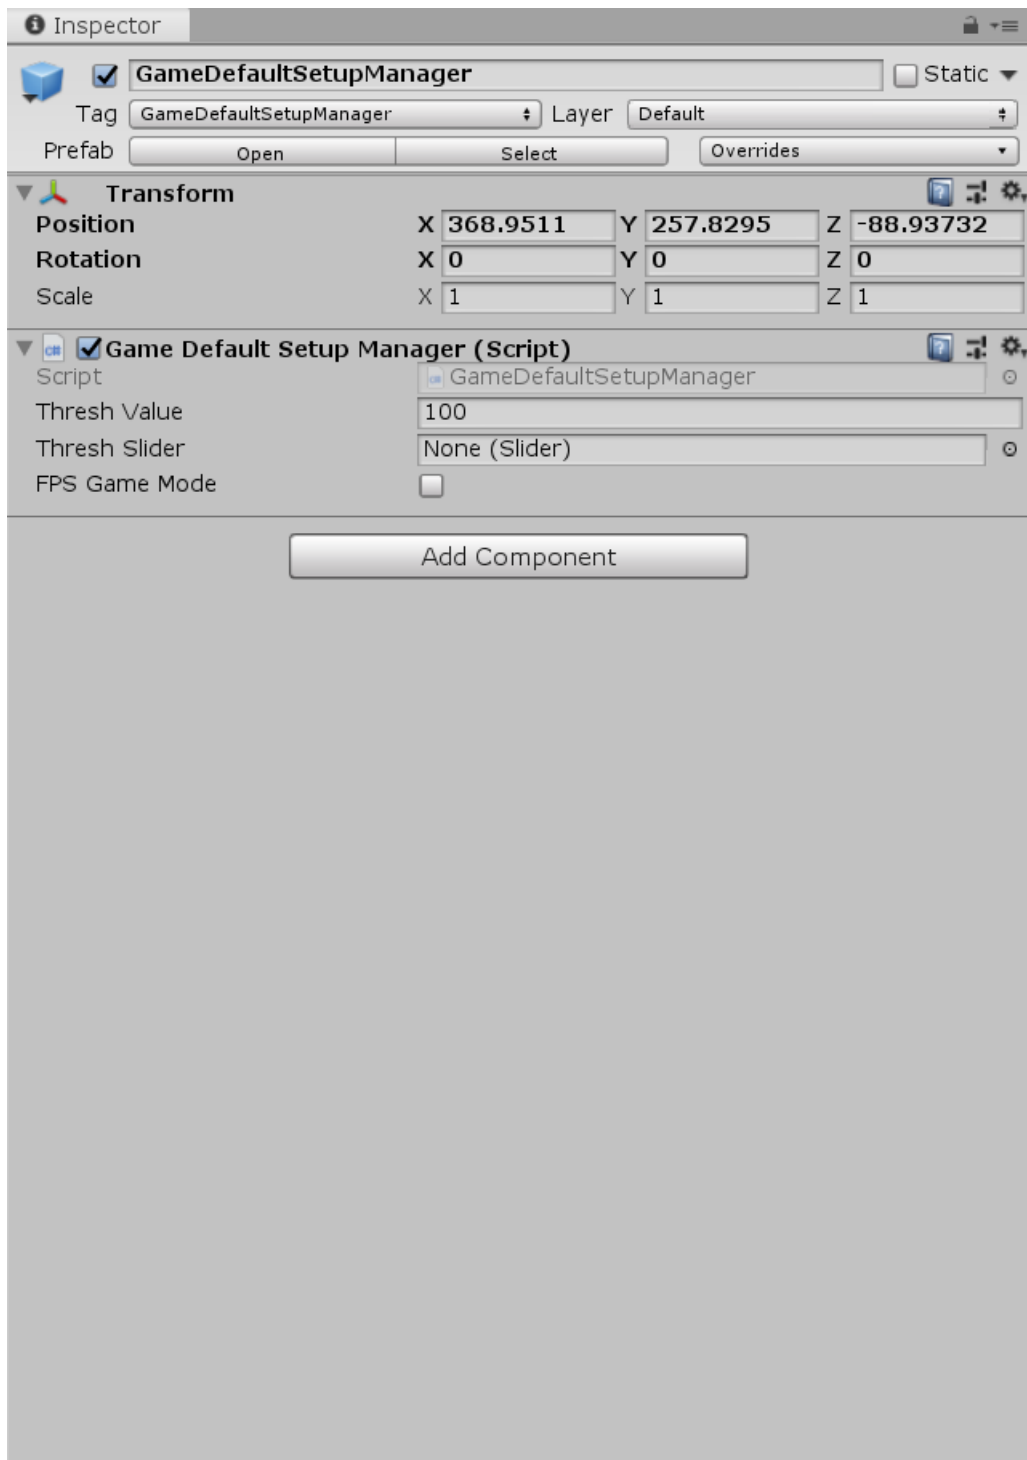 Inspector
GameDefaultSetupManager Static
Tag GameDefaultSetupManager Layer Default
Prefab Open Select Overrides
Transform
Position X 368.9511 Y 257.8295 Z -88.93732
Rotation X 0 Y 0 Z 0
Scale X 1 Y 1 Z 1
Game Default Setup Manager (Script)
Script GameDefaultSetupManager
Thresh Value 100
Thresh Slider None (Slider)
FPS Game Mode
Add Component